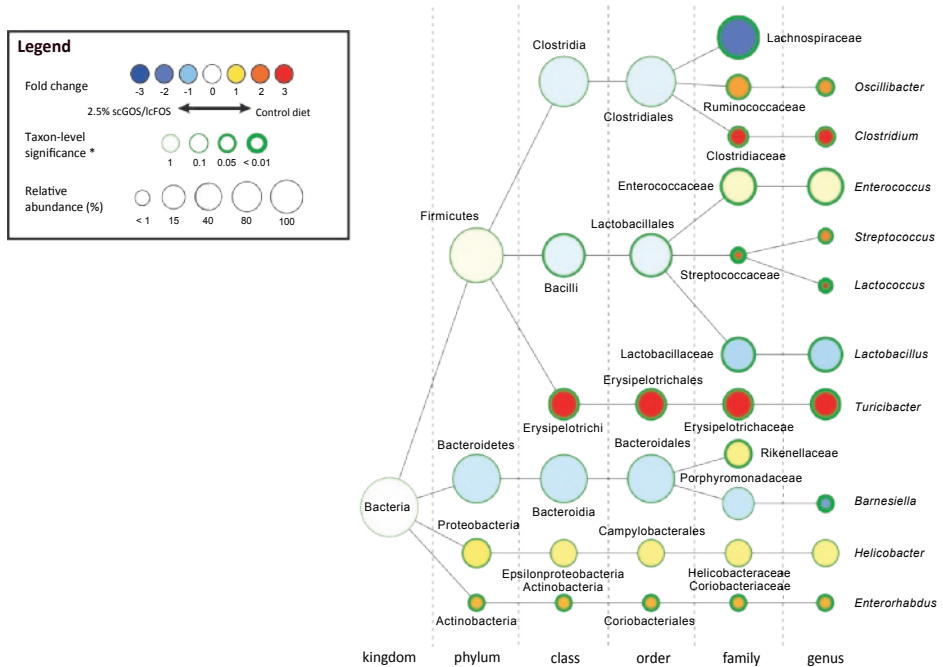 Legend
Fold change
-3 -2 -1 0 1 2 3
2.5% scGOS/lcFOS Control diet
Taxon-level
significance *
1 0.1 0.05 < 0.01
Relative
abundance (%)
< 1 15 40 80 100
Clostridia
Lachnospiraceae
Oscillibacter
Ruminococcaceae
Clostridiales
Clostridium
Clostridiaceae
Enterococcaceae
Enterococcus
Firmicutes
Lactobacillales
Streptococcus
Streptococcaceae
Bacilli
Lactococcus
Lactobacillaceae
Lactobacillus
Erysipelotrichales
Turicibacter
Erysipelotrichi
Erysipelotrichaceae
Bacteroidetes
Bacteroidales
Rikenellaceae
Porphyromonadaceae
Barnesiella
Bacteria
Bacteroidia
Proteobacteria
Campylobacterales
Helicobacter
Epsilonproteobacteria
Helicobacteraceae
Actinobacteria
Coriobacteriaceae
Enterorhabdus
Actinobacteria
Coriobacteriales
kingdom phylum class order family genus